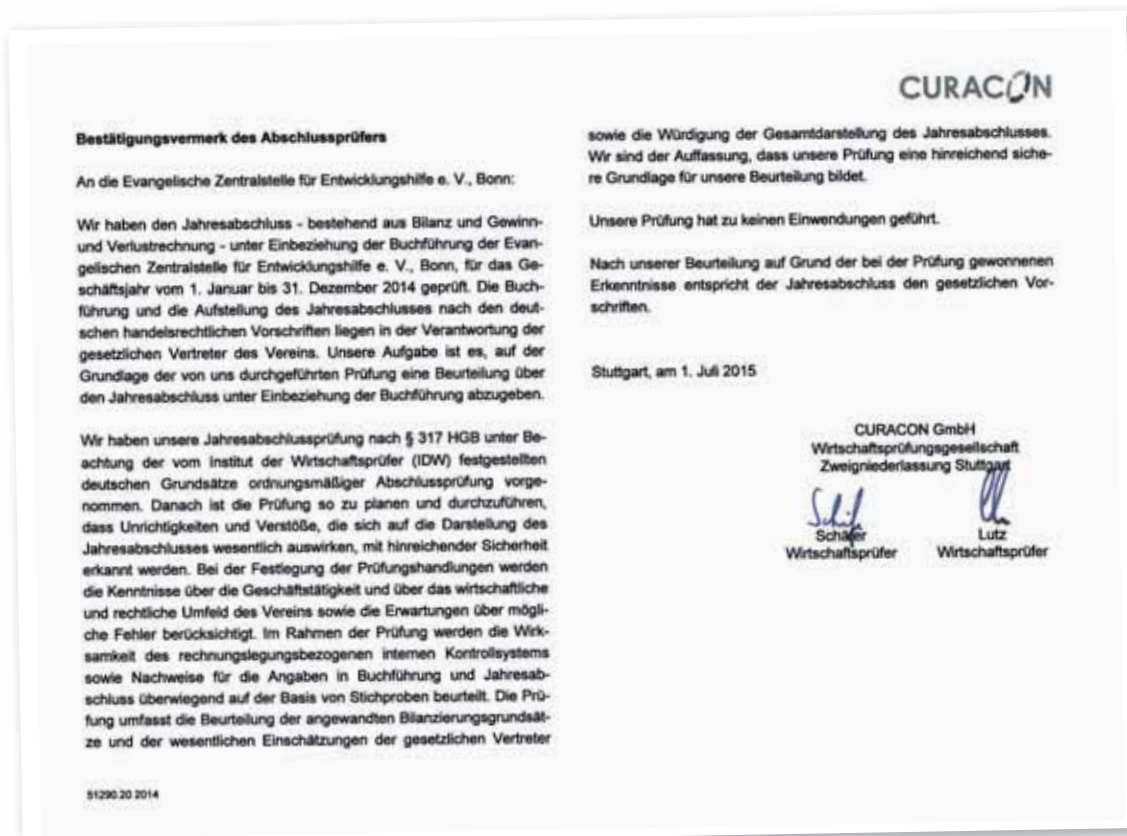 CURACON
Bestätigungsvermerk des Abschlussprüfers
An die Evangelische Zentralstelle für Entwicklungshilfe e. V., Bonn:
Wir haben den Jahresabschluss - bestehend aus Bilanz und Gewinn-
und Verlustrechnung - unter Einbeziehung der Buchführung der Evan-
gelischen Zentralstelle für Entwicklungshilfe e. V., Bonn, für das Ge-
schäftsjahr vom 1. Januar bis 31. Dezember 2014 geprüft. Die Buch-
führung und die Aufstellung des Jahresabschlusses nach den deut-
schen handelsrechtlichen Vorschriften liegen in der Verantwortung der
gesetzlichen Vertreter des Vereins. Unsere Aufgabe ist es, auf der
Grundlage der von uns durchgeführten Prüfung eine Beurteilung über
den Jahresabschluss unter Einbeziehung der Buchführung abzugeben.
Wir haben unsere Jahresabschlussprüfung nach § 317 HGB unter Be-
achtung der vom Institut der Wirtschaftsprüfer (IDW) festgestellten
deutschen Grundsätze ordnungsmäßiger Abschlussprüfung vorge-
nommen. Danach ist die Prüfung so zu planen und durchzuführen,
dass Unrichtigkeiten und Verstöße, die sich auf die Darstellung des
Jahresabschlusses wesentlich auswirken, mit hinreichender Sicherheit
erkannt werden. Bei der Festlegung der Prüfungshandlungen werden
die Kenntnisse über die Geschäftstätigkeit und über das wirtschaftliche
und rechtliche Umfeld des Vereins sowie die Erwartungen über mögli-
che Fehler berücksichtigt. Im Rahmen der Prüfung werden die Wirk-
samkeit des rechnungslegungsbezogenen internen Kontrollsystems
sowie Nachweise für die Angaben in Buchführung und Jahresab-
schluss überwiegend auf der Basis von Stichproben beurteilt. Die Prü-
fung umfasst die Beurteilung der angewandten Bilanzierungsgrundsät-
ze und der wesentlichen Einschätzungen der gesetzlichen Vertreter
sowie die Würdigung der Gesamtdarstellung des Jahresabschlusses.
Wir sind der Auffassung, dass unsere Prüfung eine hinreichend siche-
re Grundlage für unsere Beurteilung bildet.
Unsere Prüfung hat zu keinen Einwendungen geführt.
Nach unserer Beurteilung auf Grund der bei der Prüfung gewonnenen
Erkenntnisse entspricht der Jahresabschluss den gesetzlichen Vor-
schriften.
Stuttgart, am 1. Juli 2015
CURACON GmbH
Wirtschaftsprüfungsgesellschaft
Zweigniederlassung Stuttgart
Schäfer Lutz
Wirtschaftsprüfer Wirtschaftsprüfer
51290.20 2014